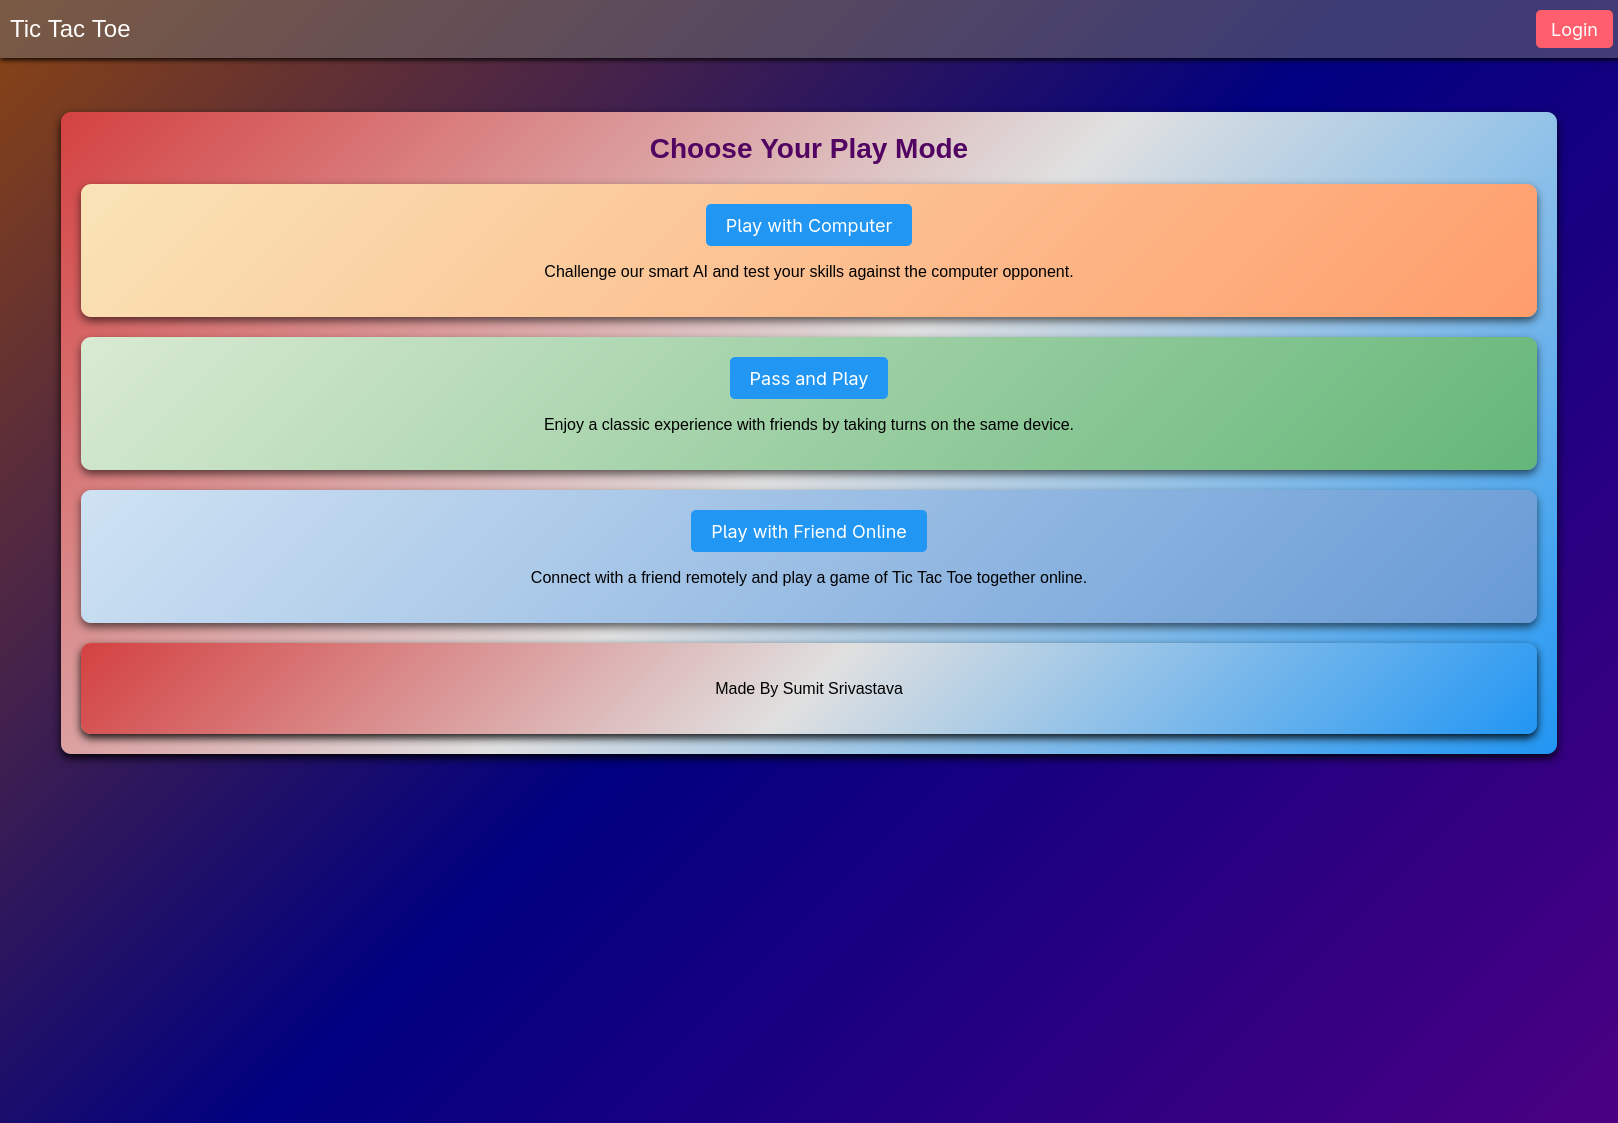 Tic Tac Toe
Login
Choose Your Play Mode
Play with Computer
Challenge our smart AI and test your skills against the computer opponent.
Pass and Play
Enjoy a classic experience with friends by taking turns on the same device.
Play with Friend Online
Connect with a friend remotely and play a game of Tic Tac Toe together online.
Made By Sumit Srivastava